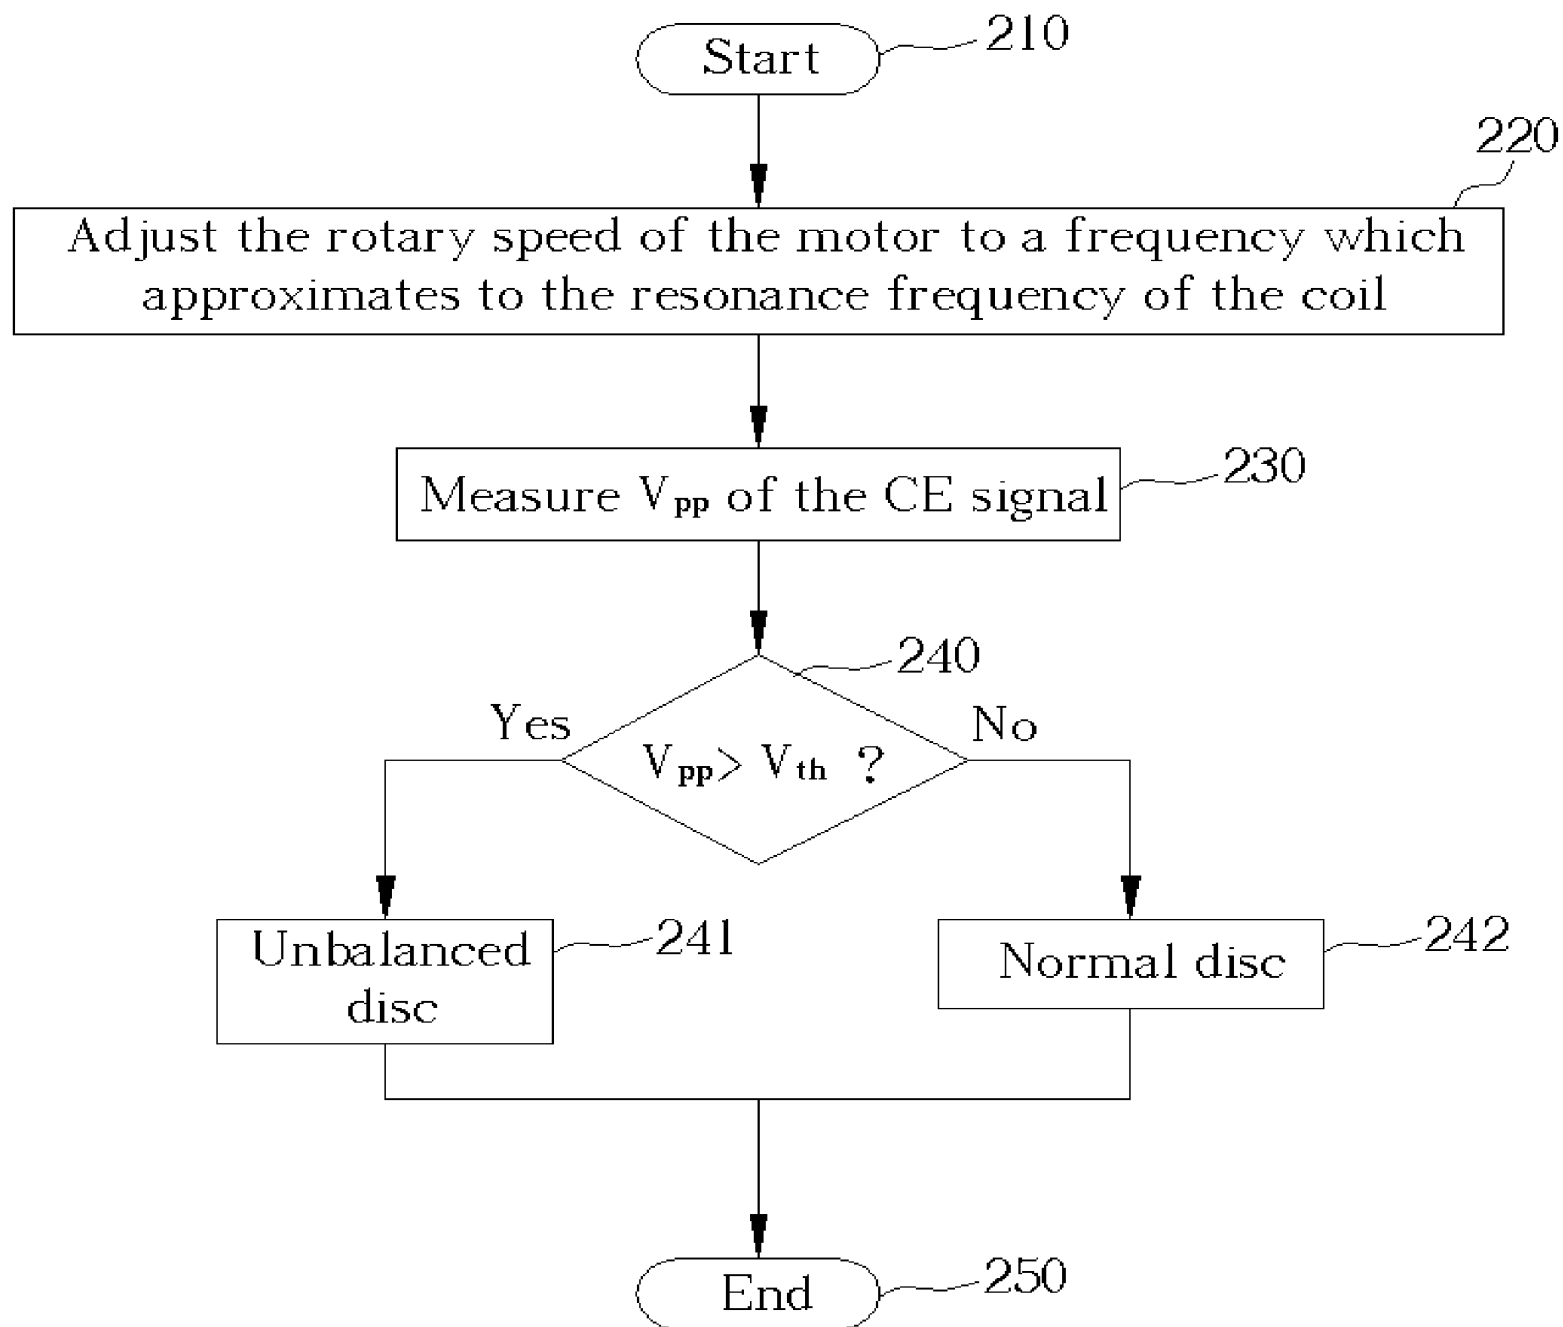 Start
210
220
Adjust the rotary speed of the motor to a frequency which
approximates to the resonance frequency of the coil
Measure Vpp of the CE signal
230
240
Yes
No
Vpp> Vth ?
Unbalanced
disc
241
Normal disc
242
End
250